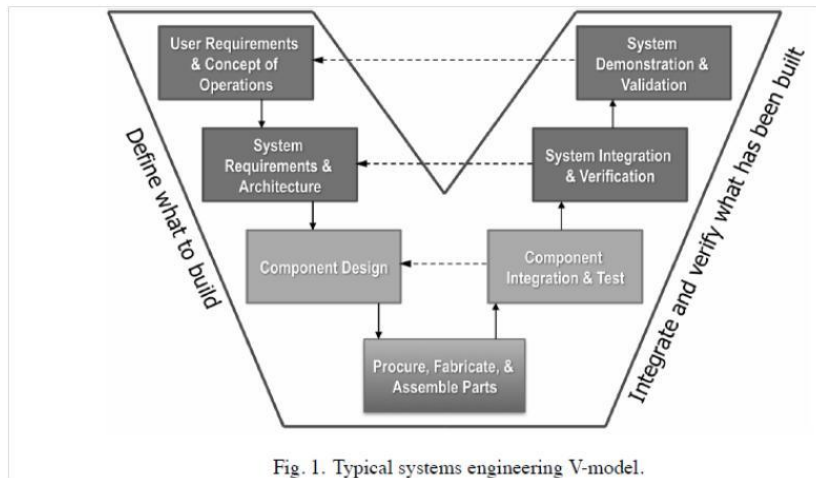 User Requirements
& Concept of
Operations
System
Demonstration &
Validation
System
Requirements &
Architecture
System Integration
& Verification
Component Design
Component
Integration & Test
Procure, Fabricate, &
Assemble Parts
Define what to build
Integrate and verify what has been built
Fig. 1. Typical systems engineering V-model.